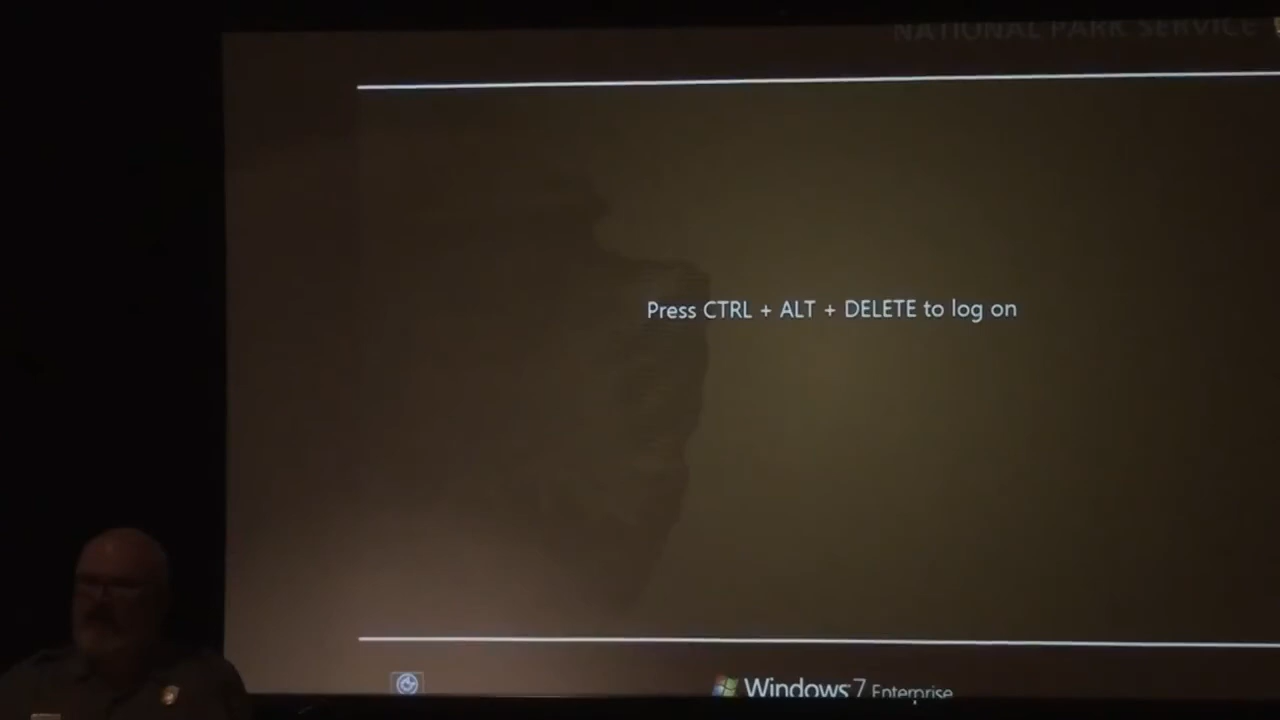 NATIONAL PARK SERVICE
Press CTRL + ALT + DELETE to log on
Windows 7 Enterprise